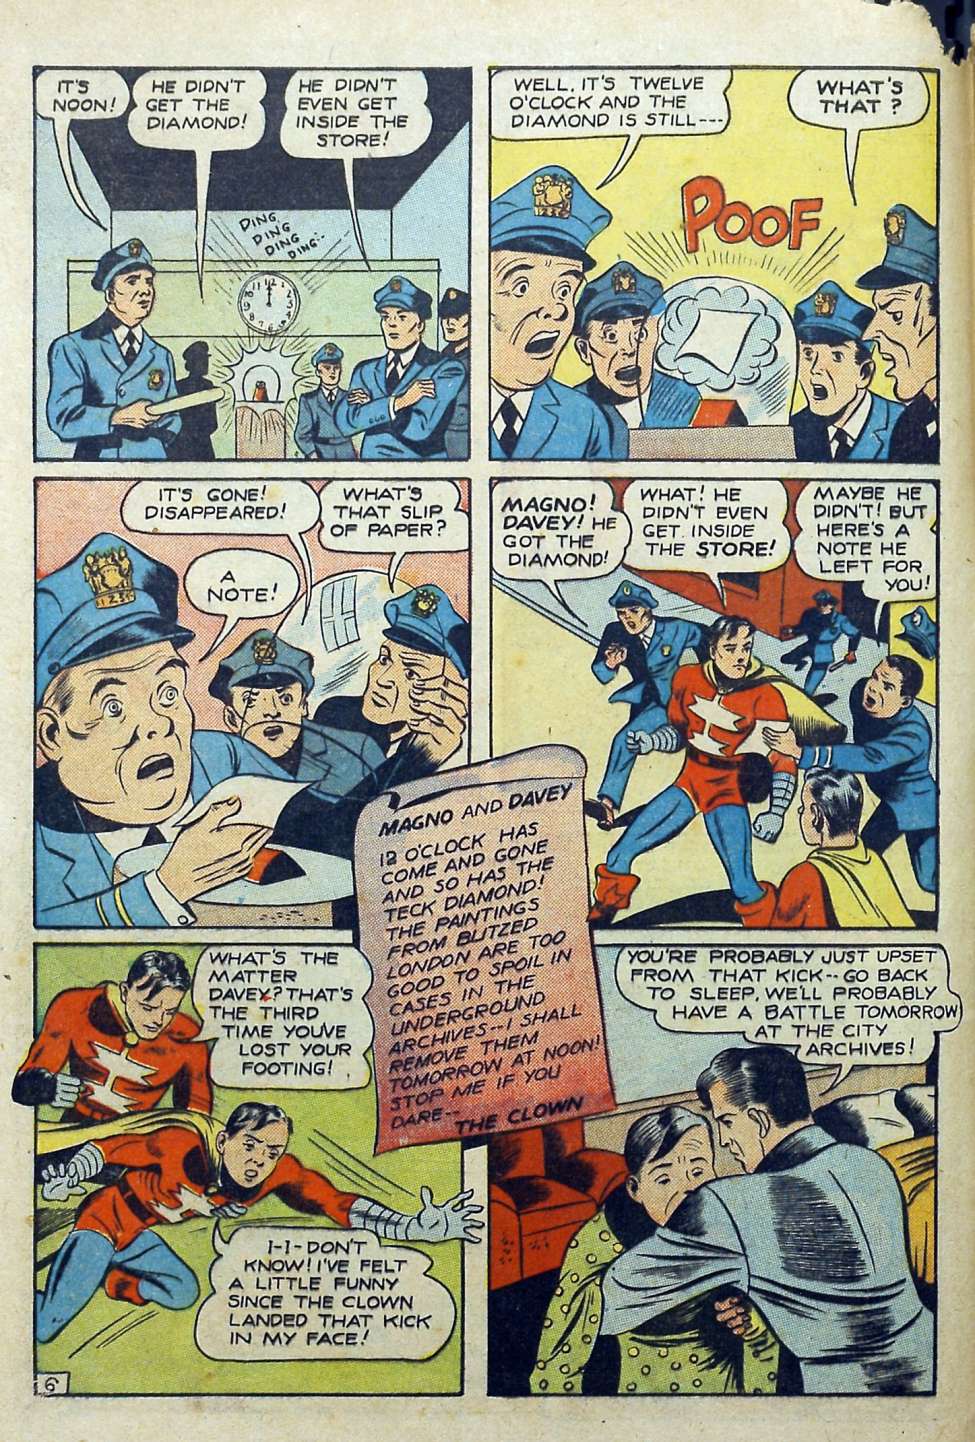 IT'S
NOON!
HE DIDN'T
GET THE
DIAMOND!
HE DIDN'T
EVEN GET
INSIDE THE
STORE!
DING
DING
DING
DING--
WELL, IT'S TWELVE
O'CLOCK AND THE
DIAMOND IS STILL---
WHAT'S
THAT?
POOF
IT'S GONE!
DISAPPEARED!
WHAT'S
THAT SLIP
OF PAPER?
A
NOTE!
MAGNO!
DAVEY! HE
GOT THE
DIAMOND!
WHAT! HE
DIDN'T EVEN
GET INSIDE
THE STORE!
MAYBE HE
DIDN'T! BUT
HERE'S A
NOTE HE
LEFT FOR
YOU!
MAGNO AND DAVEY
12 O'CLOCK HAS
COME AND GONE
AND SO HAS THE
TECK DIAMOND!
THE PAINTINGS
FROM BLITZED
LONDON ARE TOO
GOOD TO SPOIL IN
CASES IN THE
UNDERGROUND
ARCHIVES--I SHALL
REMOVE THEM
TOMORROW AT NOON!
STOP ME IF YOU
DARE--
THE CLOWN
WHAT'S THE
MATTER
DAVEY? THAT'S
THE THIRD
TIME YOU'VE
LOST YOUR
FOOTING!
I-I-DON'T
KNOW! I'VE FELT
A LITTLE FUNNY
SINCE THE CLOWN
LANDED THAT KICK
IN MY FACE!
YOU'RE PROBABLY JUST UPSET
FROM THAT KICK--GO BACK
TO SLEEP, WE'LL PROBABLY
HAVE A BATTLE TOMORROW
AT THE CITY
ARCHIVES!
6